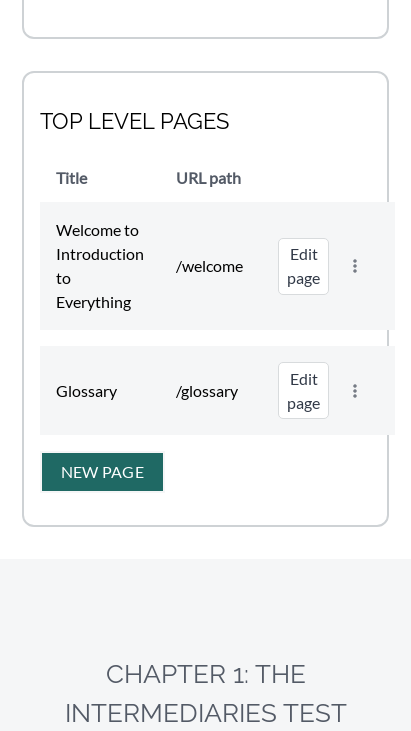 TOP LEVEL PAGES
Title URL path
Welcome to
Introduction
to
Everything
/welcome
Edit
page
Glossary
/glossary
Edit
page
NEW PAGE
CHAPTER 1: THE
INTERMEDIARIES TEST